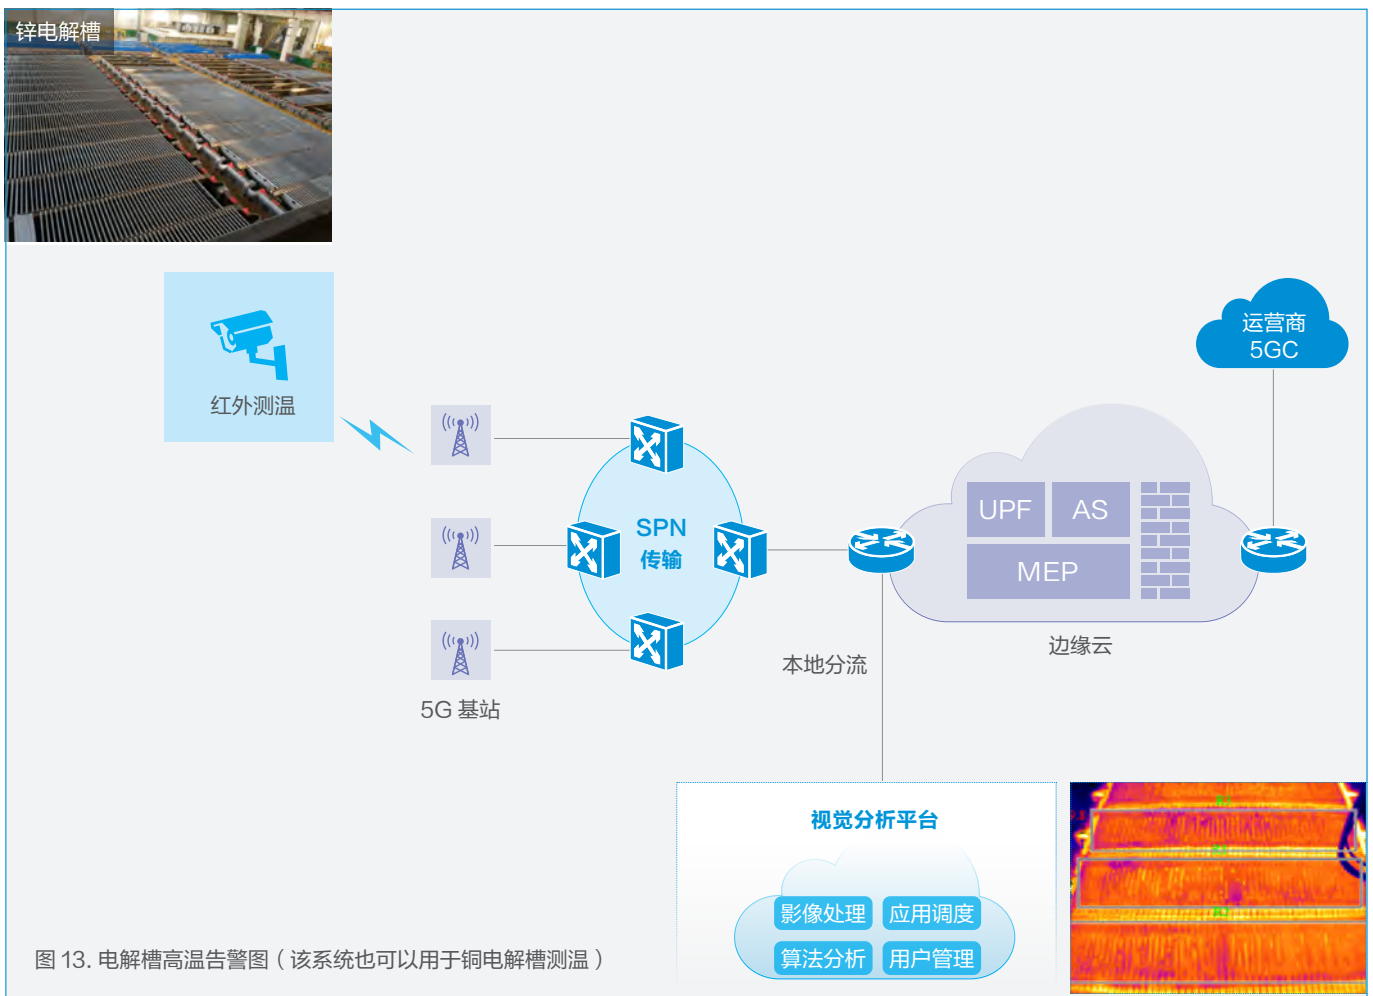 锌电解槽
运营商
5GC
红外测温
UPF
AS
SPN
传输
MEP
边缘云
本地分流
5G 基站
视觉分析平台
影像处理
应用调度
算法分析
用户管理
图 13. 电解槽高温告警图（该系统也可以用于铜电解槽测温）